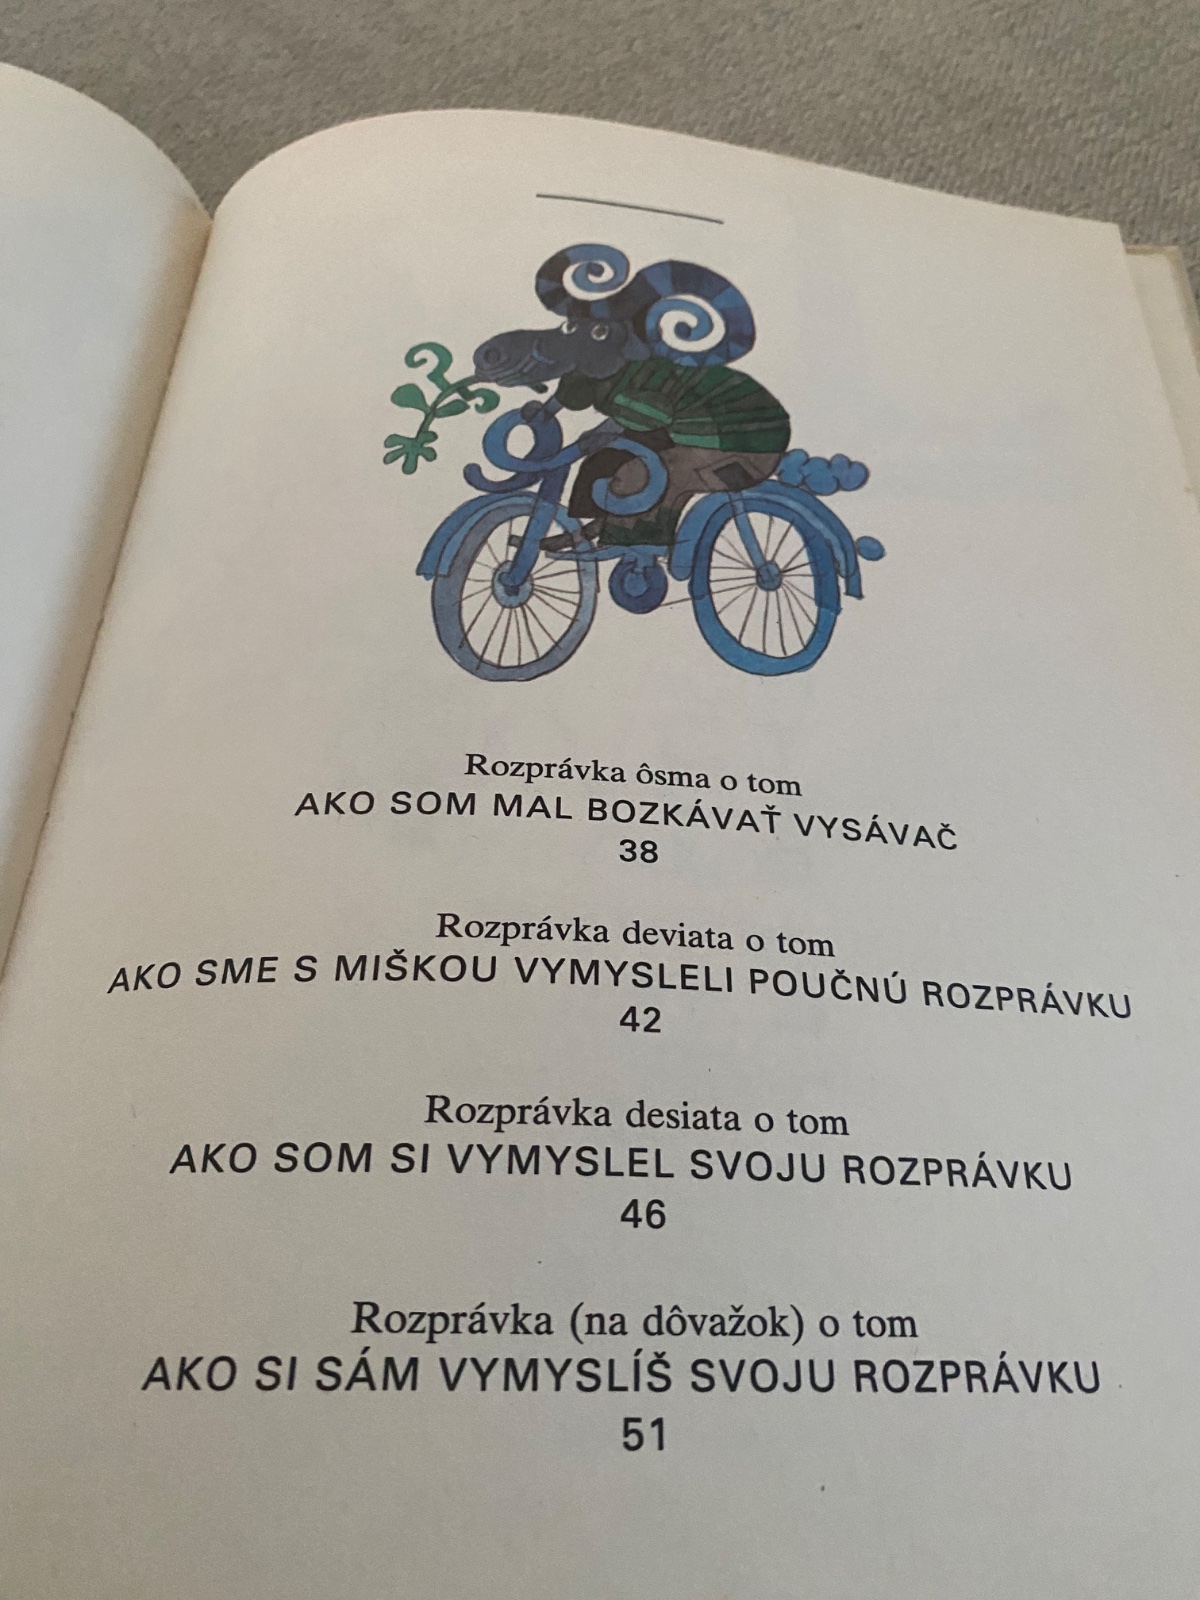 Rozprávka ôsma o tom
AKO SOM MAL BOZKÁVAŤ VYSÁVAČ
38
Rozprávka deviata o tom
AKO SME S MIŠKOU VYMYSLELI POUČNÚ ROZPRÁVKU
42
Rozprávka desiata o tom
AKO SOM SI VYMYSLEL SVOJU ROZPRÁVKU
46
Rozprávka (na dôvažok) o tom
AKO SI SÁM VYMYSLÍŠ SVOJU ROZPRÁVKU
51